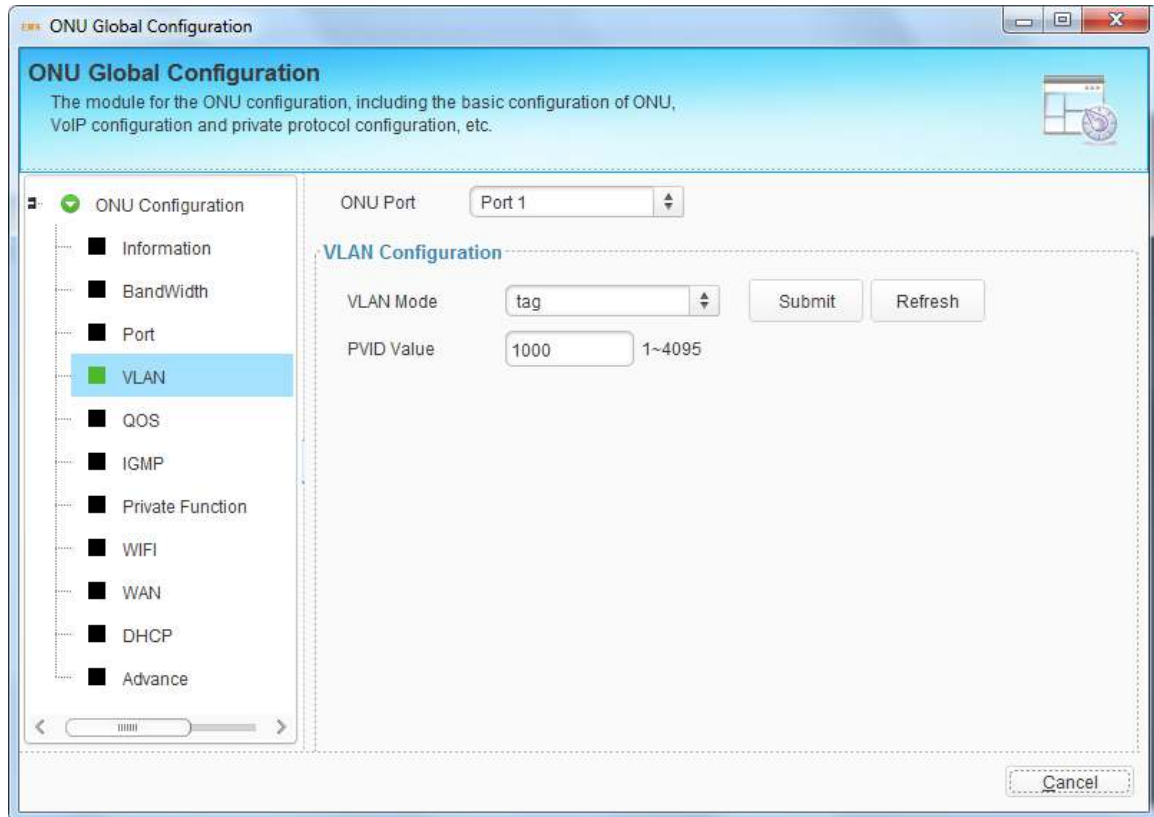 ONU Global Configuration
ONU Global Configuration
The module for the ONU configuration, including the basic configuration of ONU,
VoIP configuration and private protocol configuration, etc.
ONU Configuration
Information
BandWidth
Port
VLAN
QOS
IGMP
Private Function
WIFI
WAN
DHCP
Advance
ONU Port Port 1
VLAN Configuration
VLAN Mode tag Submit Refresh
PVID Value 1000 1~4095
Cancel